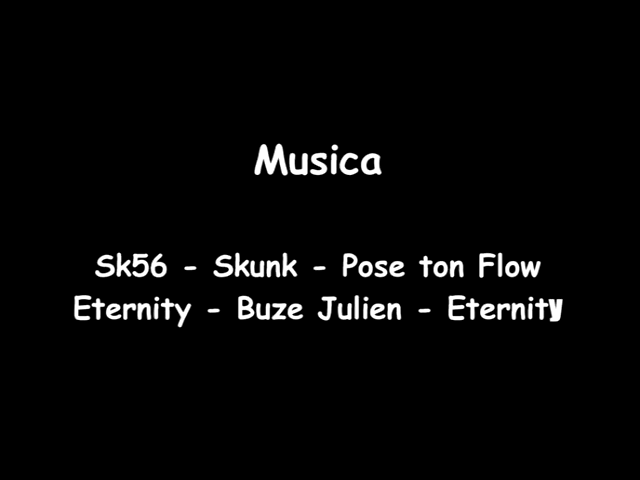 Musica
Sk56 - Skunk - Pose ton Flow
Eternity - Buze Julien - Eternity